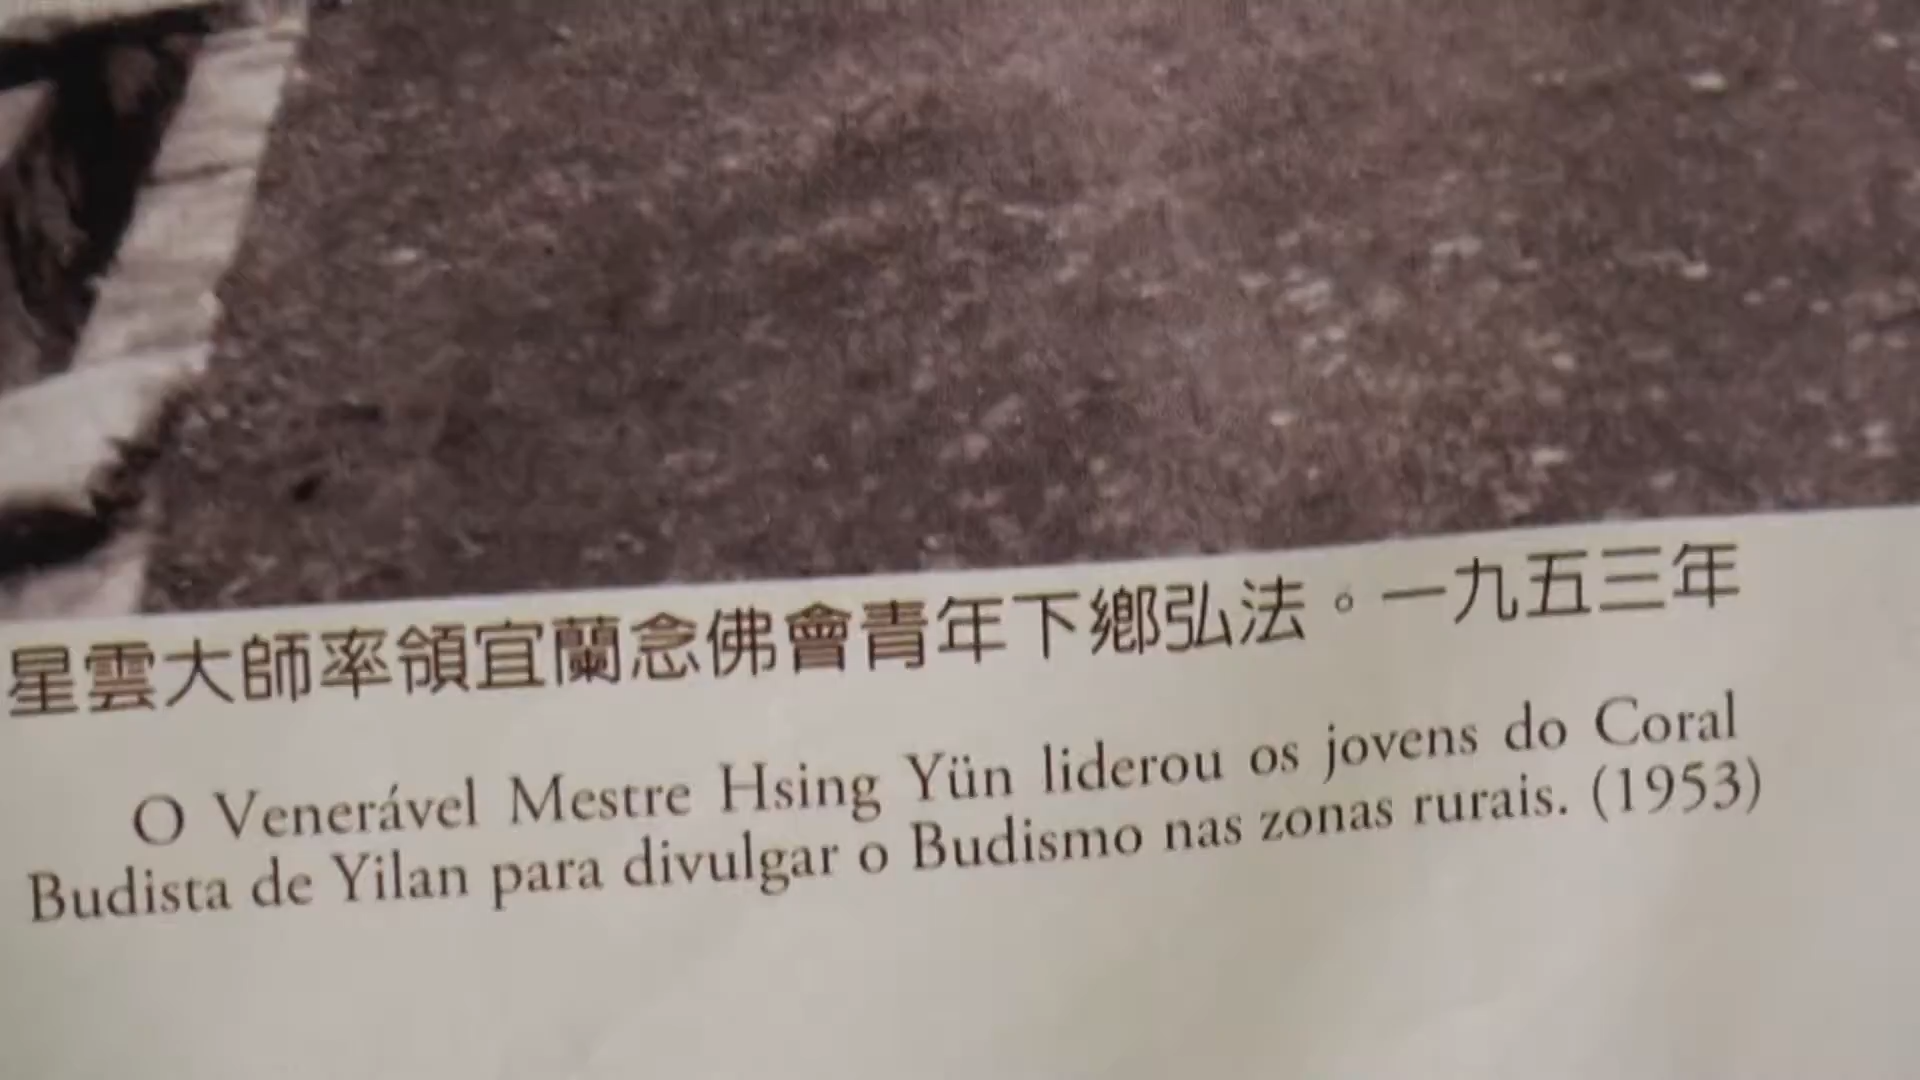 星雲大師率領宜蘭念佛會青年下鄉弘法。一九五三年
O Venerável Mestre Hsing Yün liderou os jovens do Coral
Budista de Yilan para divulgar o Budismo nas zonas rurais. (1953)